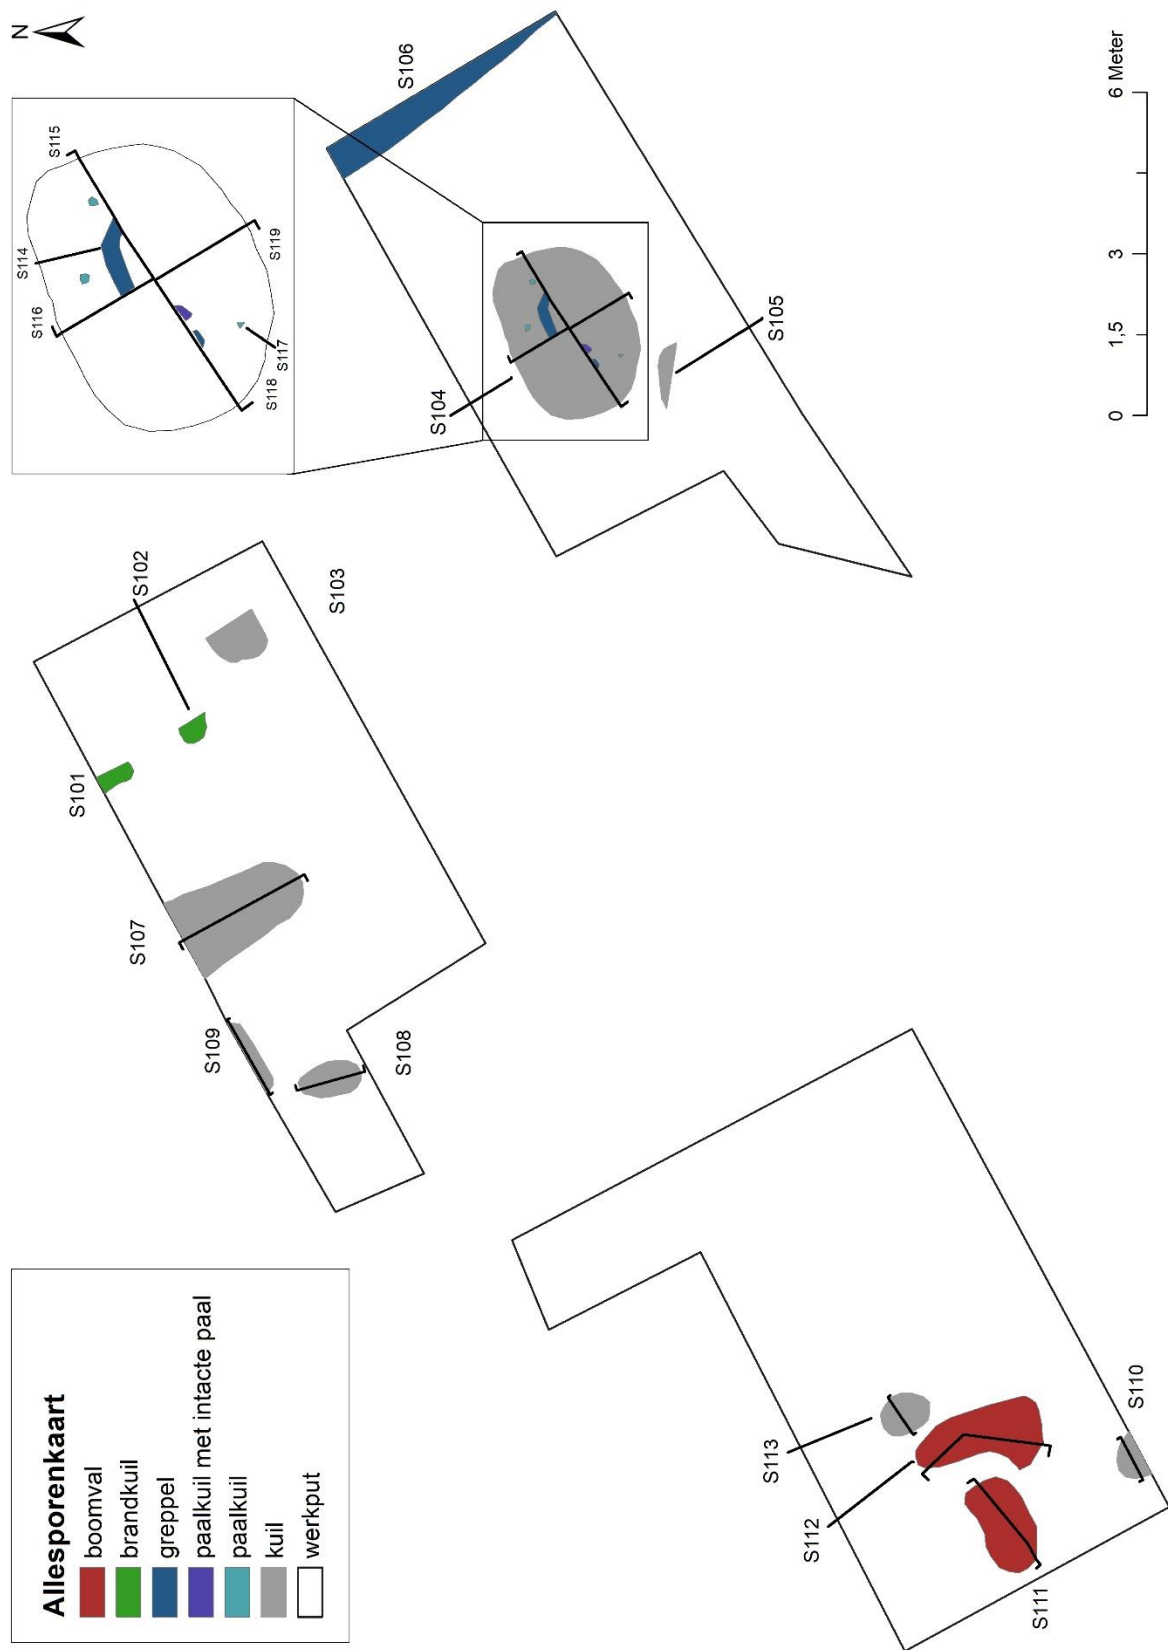 Allesporenkaart
boomval
brandkuil
greppel
paalkuil met intacte paal
paalkuil
kuil
werkput
N
S101
S102
S103
S107
S109
S108
S116
S114
S115
S118
S117
S119
S106
S104
S105
S113
S112
S111
S110
0
1,5
3
6 Meter